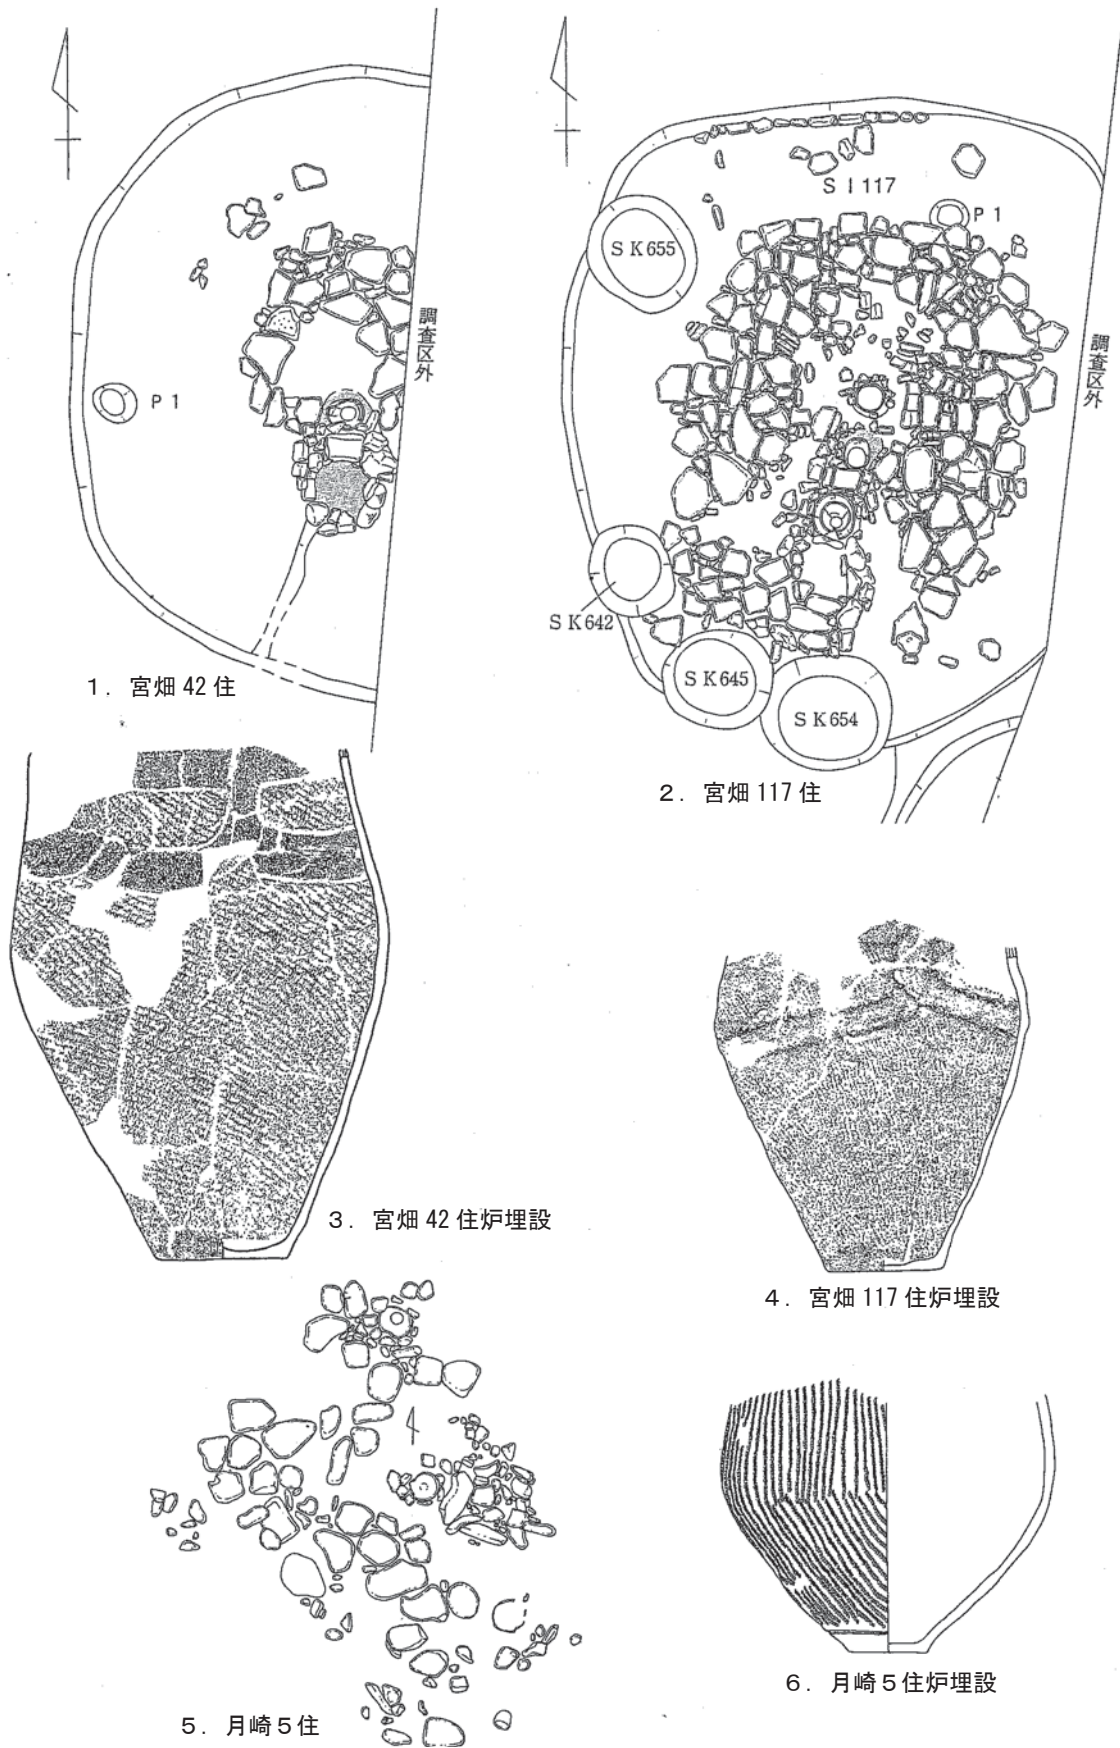 調査区外
P 1
1．宮畑 42 住
S I 117
S K 655
P 1
調査区外
S K 642
S K 645
S K 654
2．宮畑 117 住
3．宮畑 42 住炉埋設
4．宮畑 117 住炉埋設
5．月崎５住
6．月崎５住炉埋設